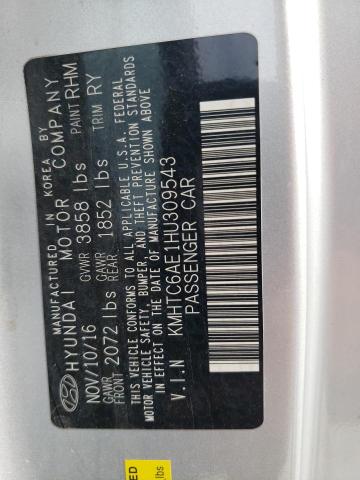 MANUFACTURED IN KOREA BY
HYUNDAI MOTOR COMPANY
NOV/10/16 GVWR 3858 lbs PAINT RHM
GAWR FRONT 2072 lbs GAWR REAR 1852 lbs TRIM RY
THIS VEHICLE CONFORMS TO ALL APPLICABLE U.S.A. FEDERAL
MOTOR VEHICLE SAFETY, BUMPER, AND THEFT PREVENTION STANDARDS
IN EFFECT ON THE DATE OF MANUFACTURE SHOWN ABOVE
V.I.N KMHTC6AE1HU309543
PASSENGER CAR
lbs